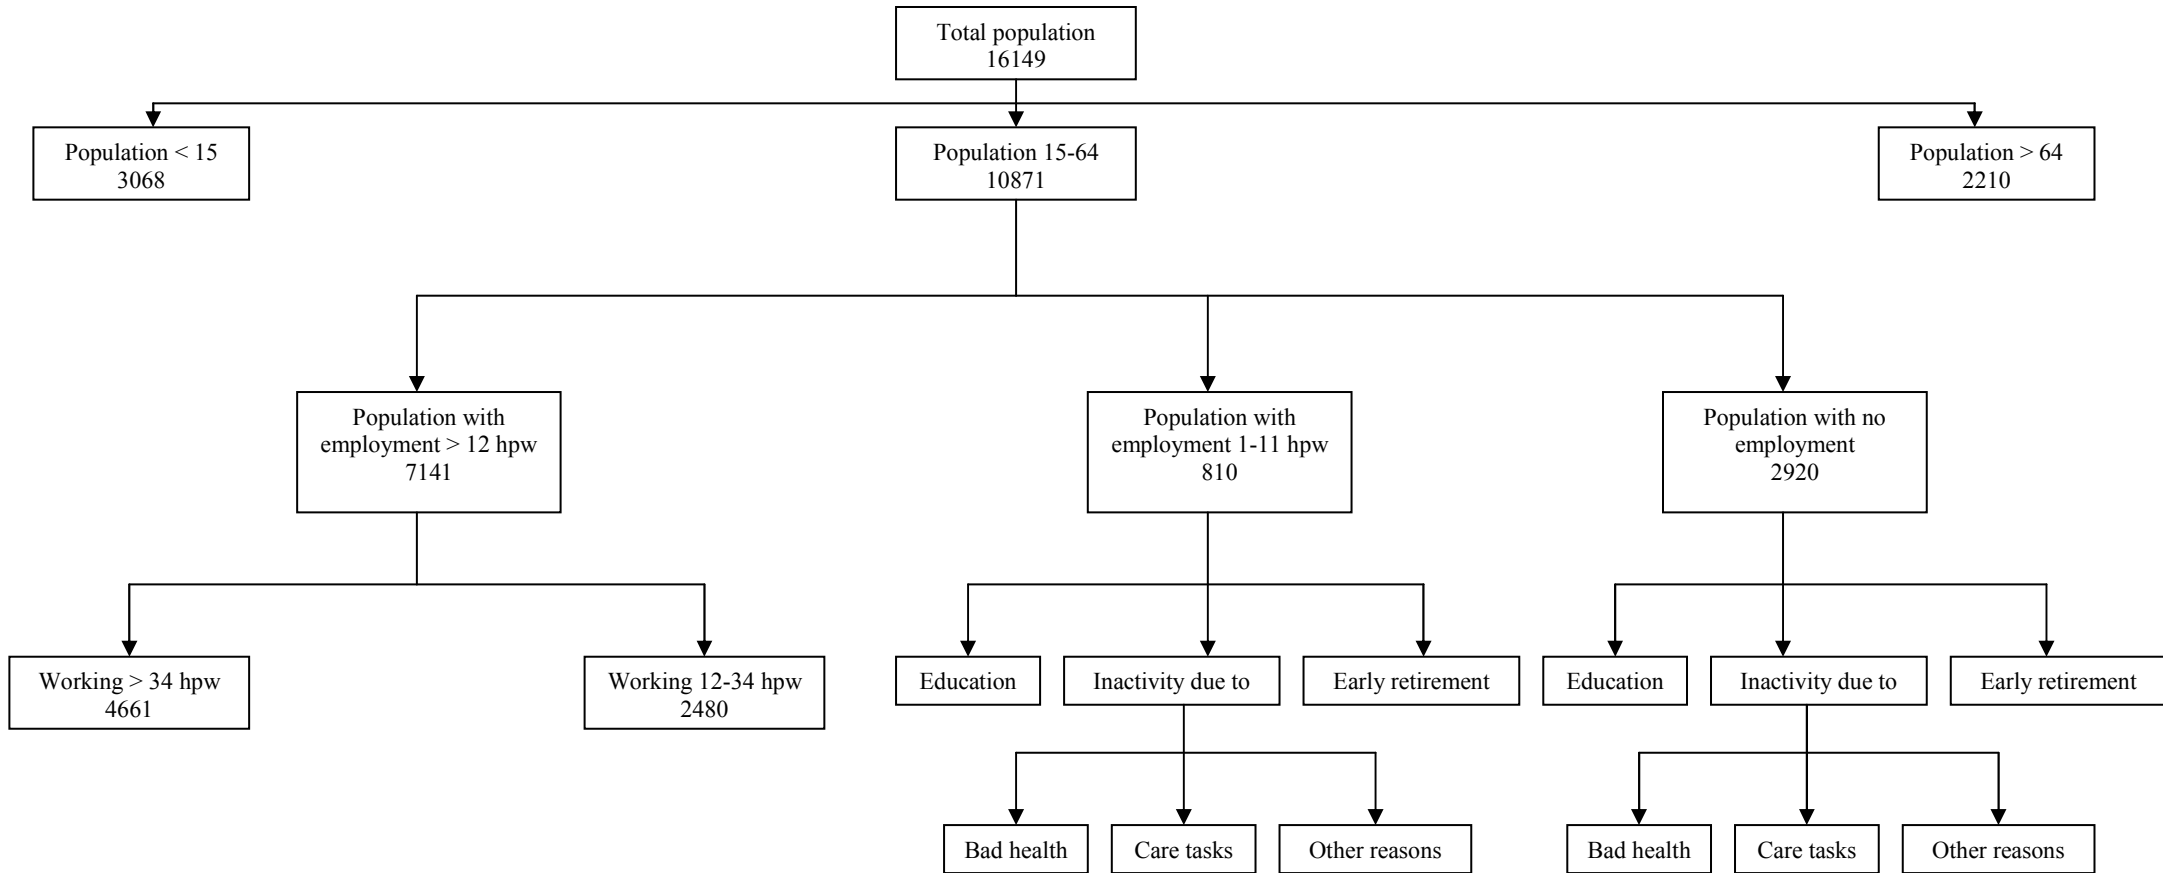 Total population
16149
Population < 15
3068
Population 15-64
10871
Population > 64
2210
Population with
employment > 12 hpw
7141
Population with
employment 1-11 hpw
810
Population with no
employment
2920
Working > 34 hpw
4661
Working 12-34 hpw
2480
Education
Inactivity due to
Early retirement
Education
Inactivity due to
Early retirement
Bad health
Care tasks
Other reasons
Bad health
Care tasks
Other reasons